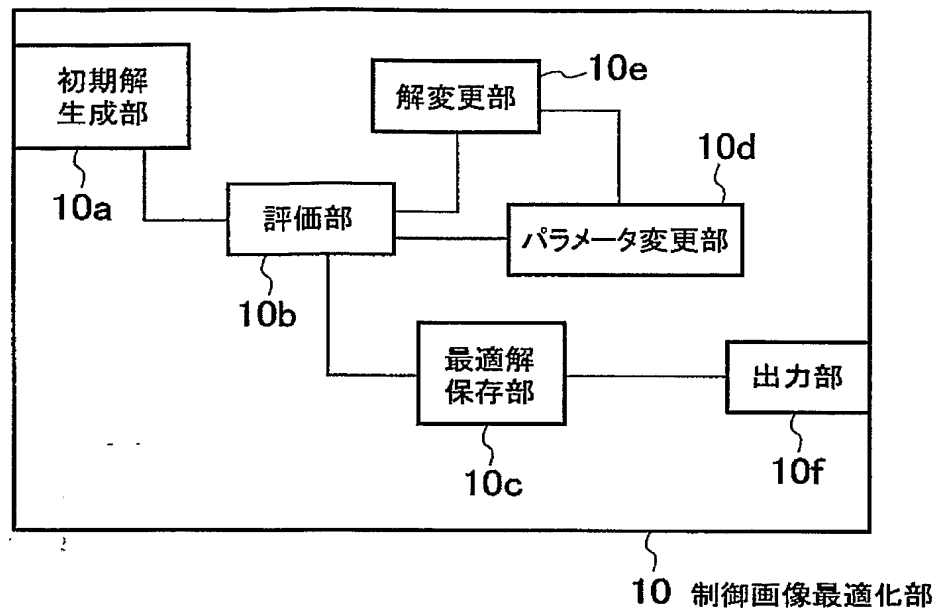 初期解
生成部
10a
解変更部
10e
10d
評価部
10b
パラメータ変更部
最適解
保存部
10c
出力部
10f
10 制御画像最適化部